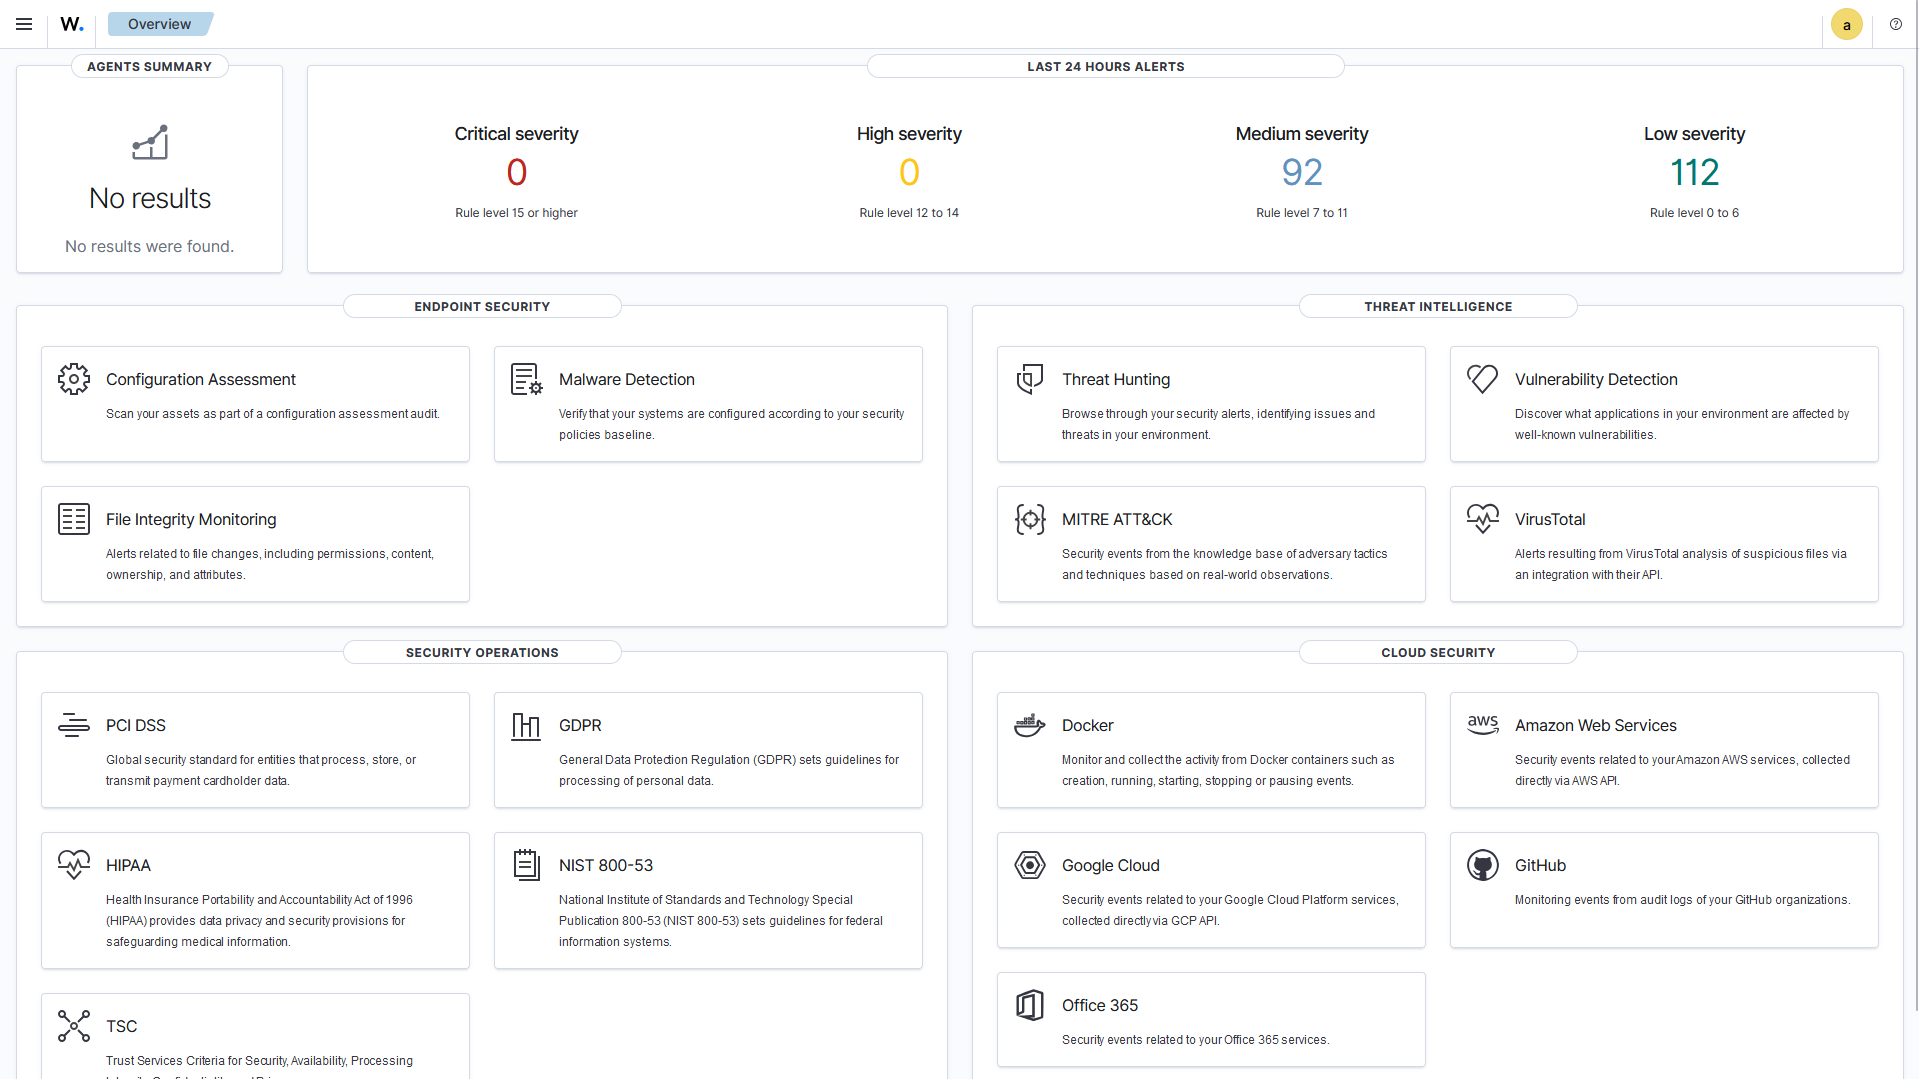 W.
Overview
a
AGENTS SUMMARY
No results
No results were found.
LAST 24 HOURS ALERTS
Critical severity
0
Rule level 15 or higher
High severity
0
Rule level 12 to 14
Medium severity
92
Rule level 7 to 11
Low severity
112
Rule level 0 to 6
ENDPOINT SECURITY
Configuration Assessment
Scan your assets as part of a configuration assessment audit.
Malware Detection
Verify that your systems are configured according to your security
policies baseline.
File Integrity Monitoring
Alerts related to file changes, including permissions, content,
ownership, and attributes.
THREAT INTELLIGENCE
Threat Hunting
Browse through your security alerts, identifying issues and
threats in your environment.
Vulnerability Detection
Discover what applications in your environment are affected by
well-known vulnerabilities.
MITRE ATT&CK
Security events from the knowledge base of adversary tactics
and techniques based on real-world observations.
VirusTotal
Alerts resulting from VirusTotal analysis of suspicious files via
an integration with their API.
SECURITY OPERATIONS
PCI DSS
Global security standard for entities that process, store, or
transmit payment cardholder data.
GDPR
General Data Protection Regulation (GDPR) sets guidelines for
processing of personal data.
HIPAA
Health Insurance Portability and Accountability Act of 1996
(HIPAA) provides data privacy and security provisions for
safeguarding medical information.
NIST 800-53
National Institute of Standards and Technology Special
Publication 800-53 (NIST 800-53) sets guidelines for federal
information systems.
TSC
Trust Services Criteria for Security, Availability, Processing
CLOUD SECURITY
Docker
Monitor and collect the activity from Docker containers such as
creation, running, starting, stopping or pausing events.
aws
Amazon Web Services
Security events related to your Amazon AWS services, collected
directly via AWS API.
Google Cloud
Security events related to your Google Cloud Platform services,
collected directly via GCP API.
GitHub
Monitoring events from audit logs of your GitHub organizations.
Office 365
Security events related to your Office 365 services.